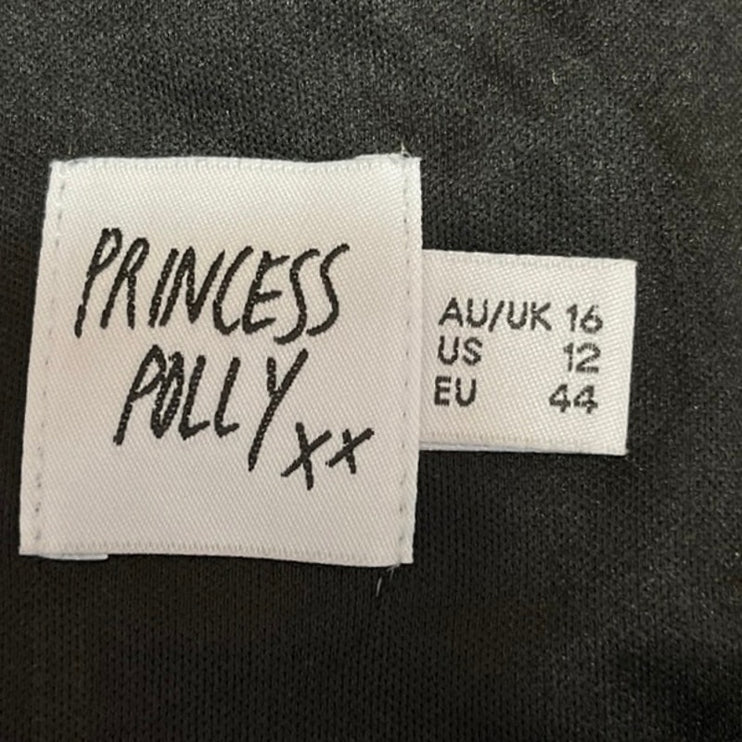 PRINCESS
POLLY xx
AU/UK 16
US 12
EU 44